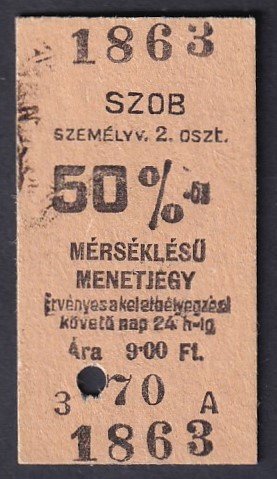 1863
SZOB
SZEMÉLYV. 2. OSZT.
50%-os
MÉRSÉKLÉSŰ
MENETJEGY
Érvényes a keletbélyegzést
követő nap 24 h-ig
Ára 9·00 Ft.
3 70 A
1863